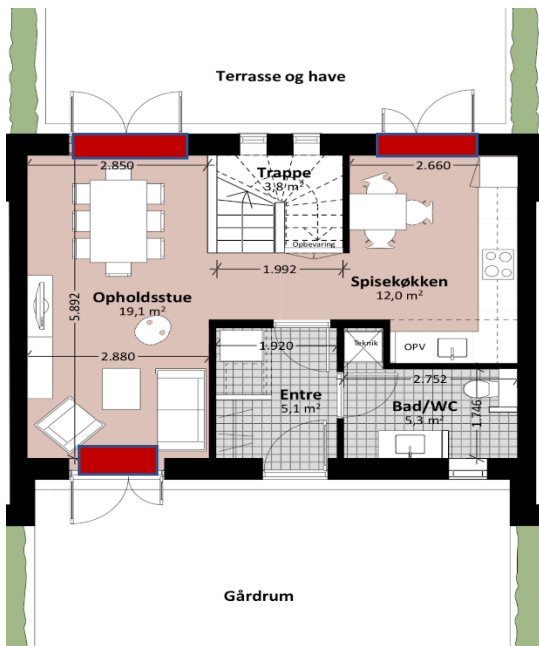 Terrasse og have
2.850
Trappe
3,8 m²
2.660
Opbevaring
1.992
Spisekøkken
12,0 m²
Opholdsstue
19,1 m²
5.892
1.920
Teknik
OPV
2.880
2.752
Entre
5,1 m²
Bad/WC
5,3 m²
1.746
Gårdrum